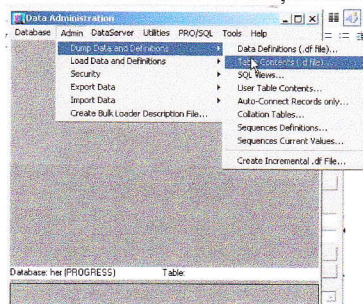 Data Administration
Database Admin DataServer Utilities PRO/SQL Tools Help
Dump Data and Definitions
Load Data and Definitions
Security
Export Data
Import Data
Create Bulk Loader Description File...
Data Definitions (.df file)...
Table Contents (.d file)...
SQL Views...
User Table Contents...
Auto-Connect Records only...
Collation Tables...
Sequences Definitions...
Sequences Current Values...
Create Incremental .df File...
Database: her (PROGRESS) Table: